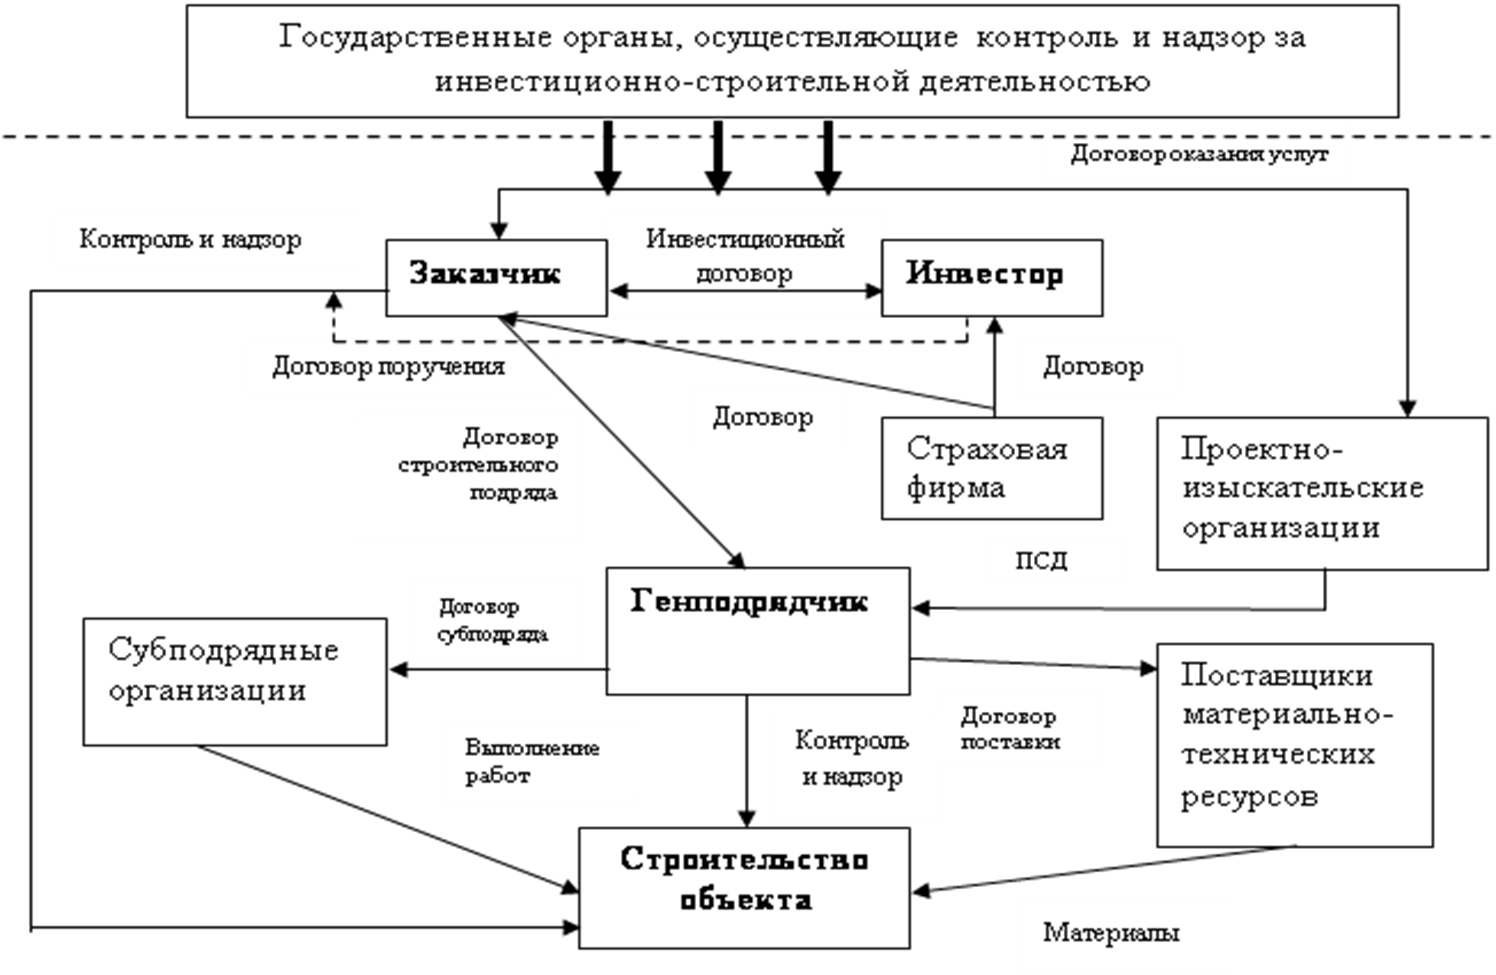 Государственные органы, осуществляющие контроль и надзор за
инвестиционно-строительной деятельностью
Договор оказания услуг
Контроль и надзор
Заказчик
Инвестиционный
договор
Инвестор
Договор поручения
Договор
Договор
Договор
строительного
подряда
Страховая
фирма
Проектно-
изыскательские
организации
ПСД
Генподрядчик
Договор
субподряда
Субподрядные
организации
Поставщики
материально-
технических
ресурсов
Договор
поставки
Выполнение
работ
Контроль
и надзор
Строительство
объекта
Материалы